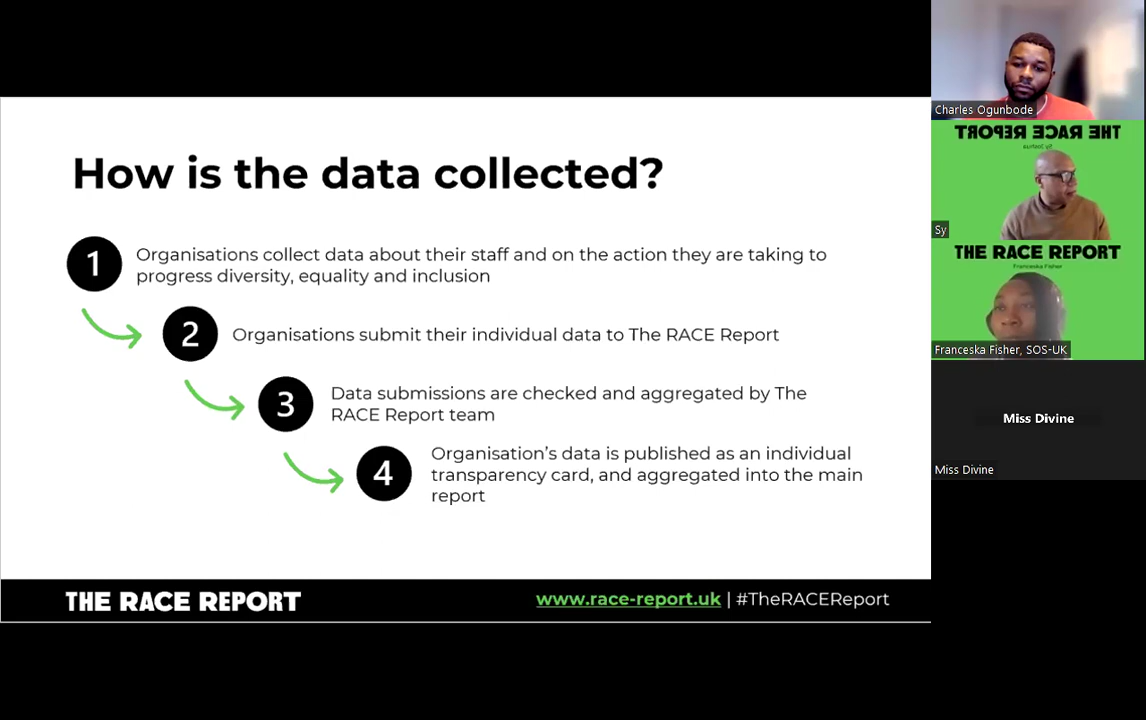 How is the data collected?
1
Organisations collect data about their staff and on the action they are taking to
progress diversity, equality and inclusion
2
Organisations submit their individual data to The RACE Report
3
Data submissions are checked and aggregated by The
RACE Report team
4
Organisation's data is published as an individual
transparency card, and aggregated into the main
report
THE RACE REPORT
www.race-report.uk | #TheRACEReport
Charles Ogunbode
THE RACE REPORT
Sy Joshua
Sy
THE RACE REPORT
Franceska Fisher
Franceska Fisher, SOS-UK
Miss Divine
Miss Divine